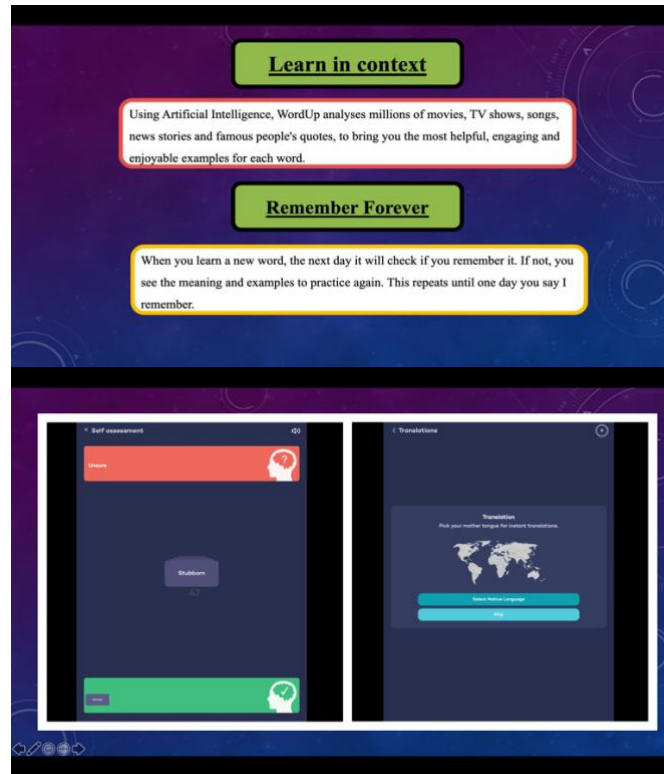 Learn in context
Using Artificial Intelligence, WordUp analyses millions of movies, TV shows, songs,
news stories and famous people's quotes, to bring you the most helpful, engaging and
enjoyable examples for each word.
Remember Forever
When you learn a new word, the next day it will check if you remember it. If not, you
see the meaning and examples to practice again. This repeats until one day you say I
remember.
Self assessment
Unsure
?
Stubborn
47
Translations
Translation
Pick your mother tongue for instant translations.
Select Native Language
Skip